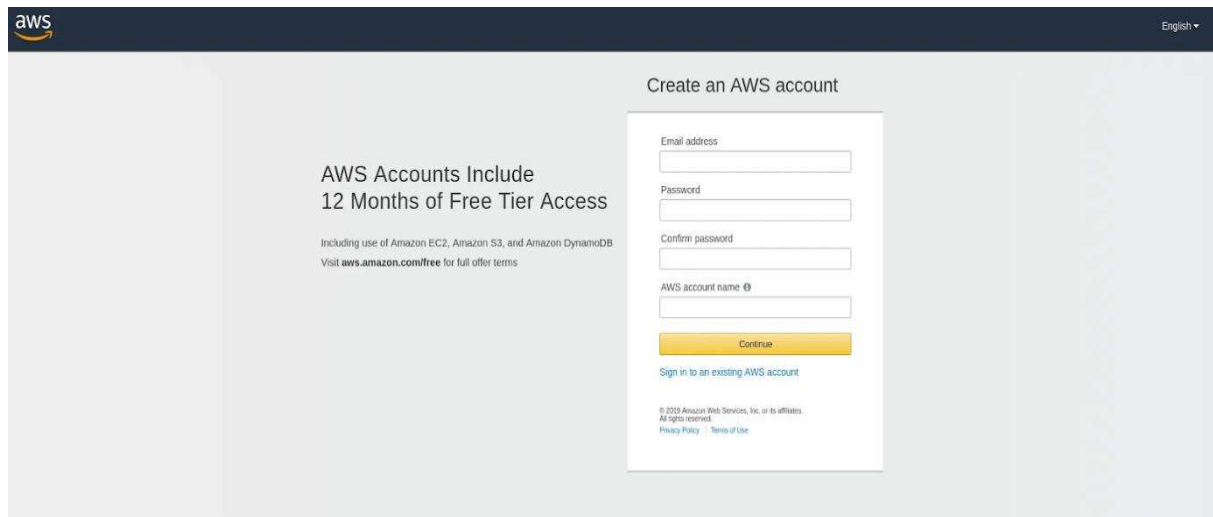 aws
English
Create an AWS account
AWS Accounts Include
12 Months of Free Tier Access
Including use of Amazon EC2, Amazon S3, and Amazon DynamoDB
Visit aws.amazon.com/free for full offer terms
Email address
Password
Confirm password
AWS account name
Continue
Sign in to an existing AWS account
© 2019 Amazon Web Services, Inc. or its affiliates.
All rights reserved.
Privacy Policy | Terms of Use